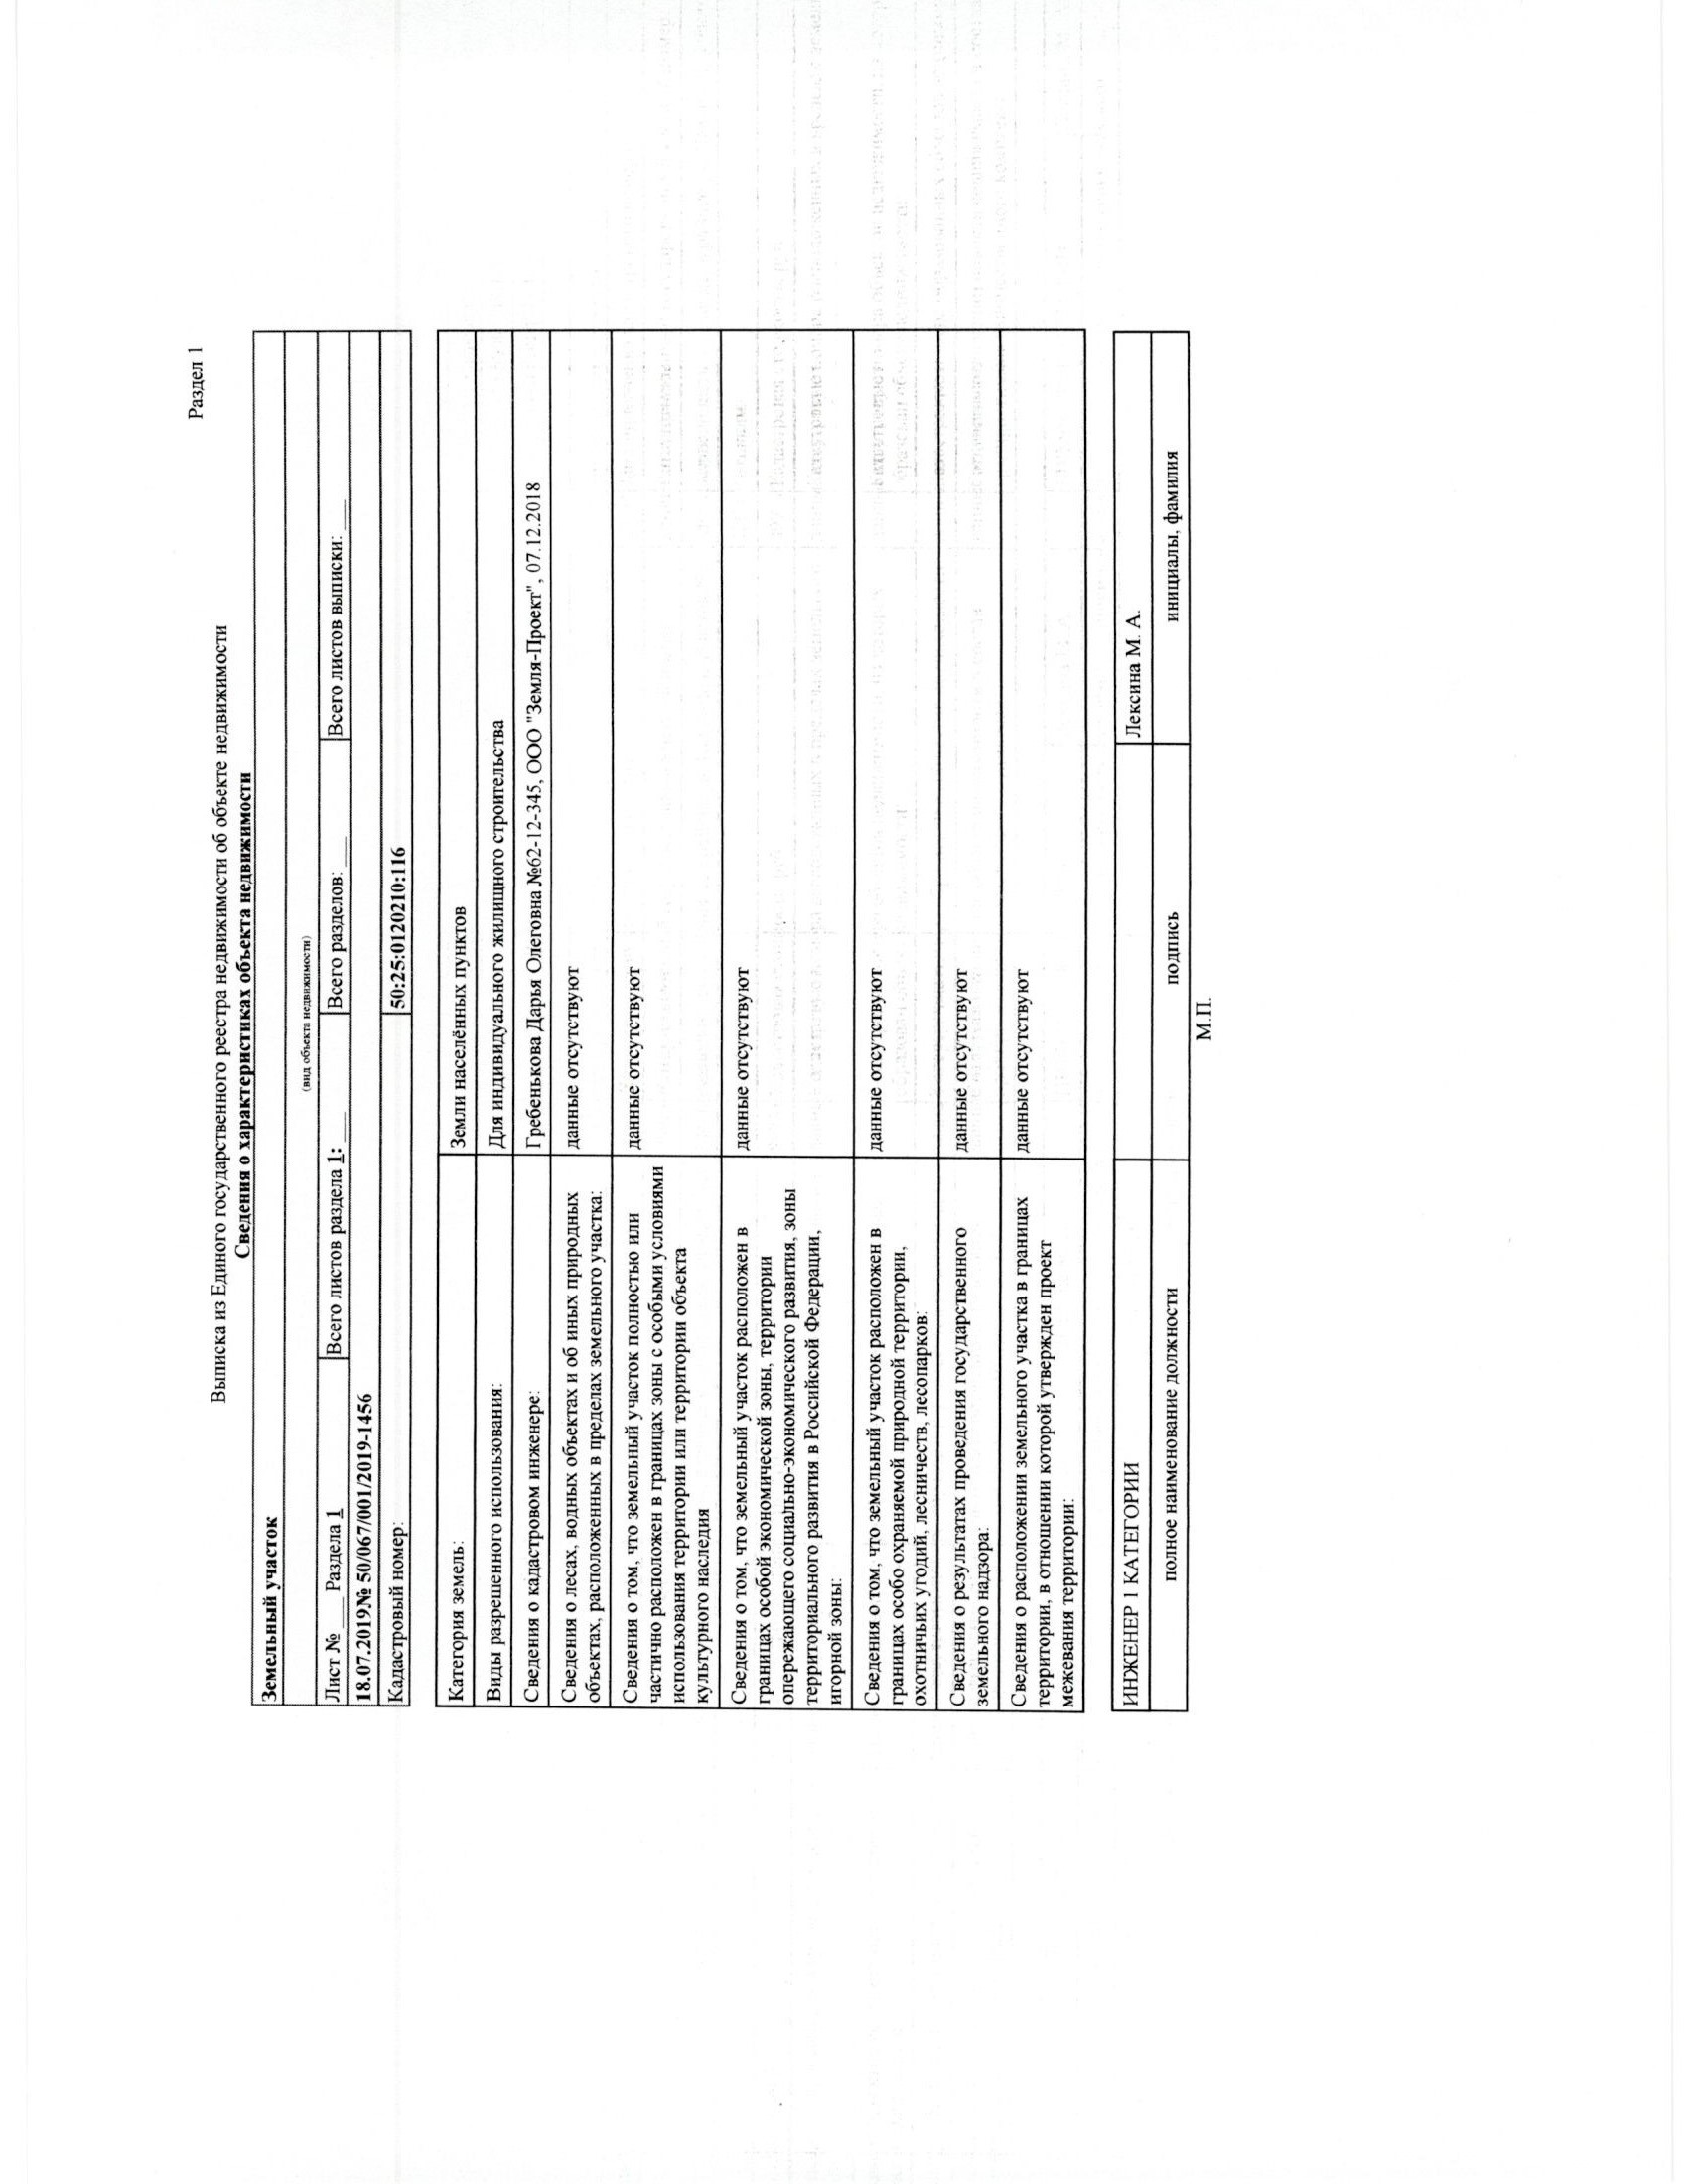 Раздел 1
Выписка из Единого государственного реестра недвижимости об объекте недвижимости
Сведения о характеристиках объекта недвижимости
Земельный участок
(вид объекта недвижимости)
Лист № ___ Раздела 1 Всего листов раздела 1: ___ Всего разделов: ___ Всего листов выписки: ___
18.07.2019№ 50/067/001/2019-1456
Кадастровый номер: 50:25:0120210:116
Категория земель: Земли населённых пунктов
Виды разрешенного использования: Для индивидуального жилищного строительства
Сведения о кадастровом инженере: Гребенькова Дарья Олеговна №62-12-345, ООО "Земля-Проект", 07.12.2018
Сведения о лесах, водных объектах и об иных природных данные отсутствуют
объектах, расположенных в пределах земельного участка:
Сведения о том, что земельный участок полностью или данные отсутствуют
частично расположен в границах зоны с особыми условиями
использования территории или территории объекта
культурного наследия
Сведения о том, что земельный участок расположен в данные отсутствуют
границах особой экономической зоны, территории
опережающего социально-экономического развития, зоны
территориального развития в Российской Федерации,
игорной зоны:
Сведения о том, что земельный участок расположен в данные отсутствуют
границах особо охраняемой природной территории,
охотничьих угодий, лесничеств, лесопарков:
Сведения о результатах проведения государственного данные отсутствуют
земельного надзора:
Сведения о расположении земельного участка в границах данные отсутствуют
территории, в отношении которой утвержден проект
межевания территории:
ИНЖЕНЕР 1 КАТЕГОРИИ Лексина М. А.
полное наименование должности подпись инициалы, фамилия
М.П.